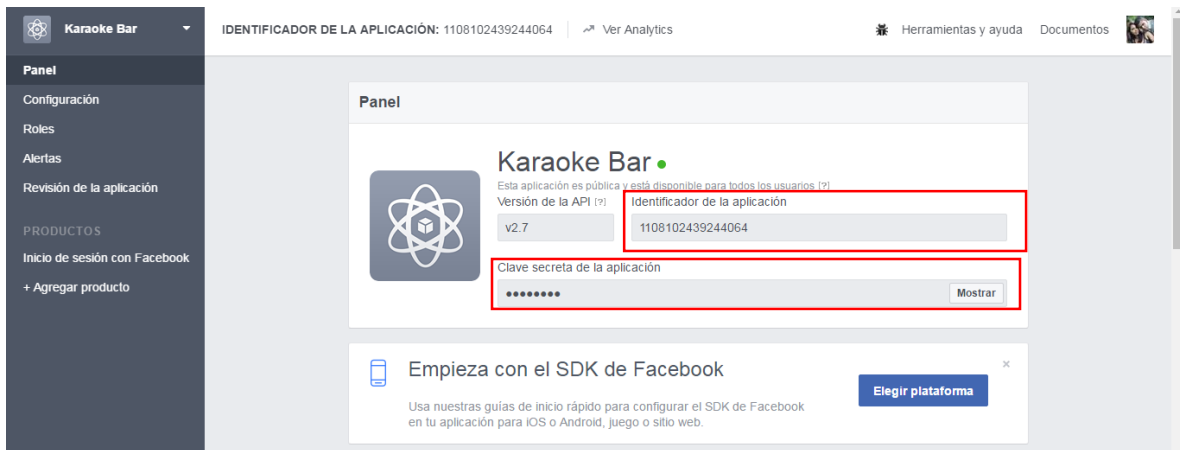 Karaoke Bar
IDENTIFICADOR DE LA APLICACIÓN: 1108102439244064
Ver Analytics
Herramientas y ayuda
Documentos
Panel
Configuración
Roles
Alertas
Revisión de la aplicación
PRODUCTOS
Inicio de sesión con Facebook
+ Agregar producto
Panel
Karaoke Bar
Esta aplicación es pública y está disponible para todos los usuarios [?]
Versión de la API [?]
Identificador de la aplicación
v2.7
1108102439244064
Clave secreta de la aplicación
●●●●●●●●
Mostrar
Empieza con el SDK de Facebook
Usa nuestras guías de inicio rápido para configurar el SDK de Facebook
en tu aplicación para iOS o Android, juego o sitio web.
Elegir plataforma